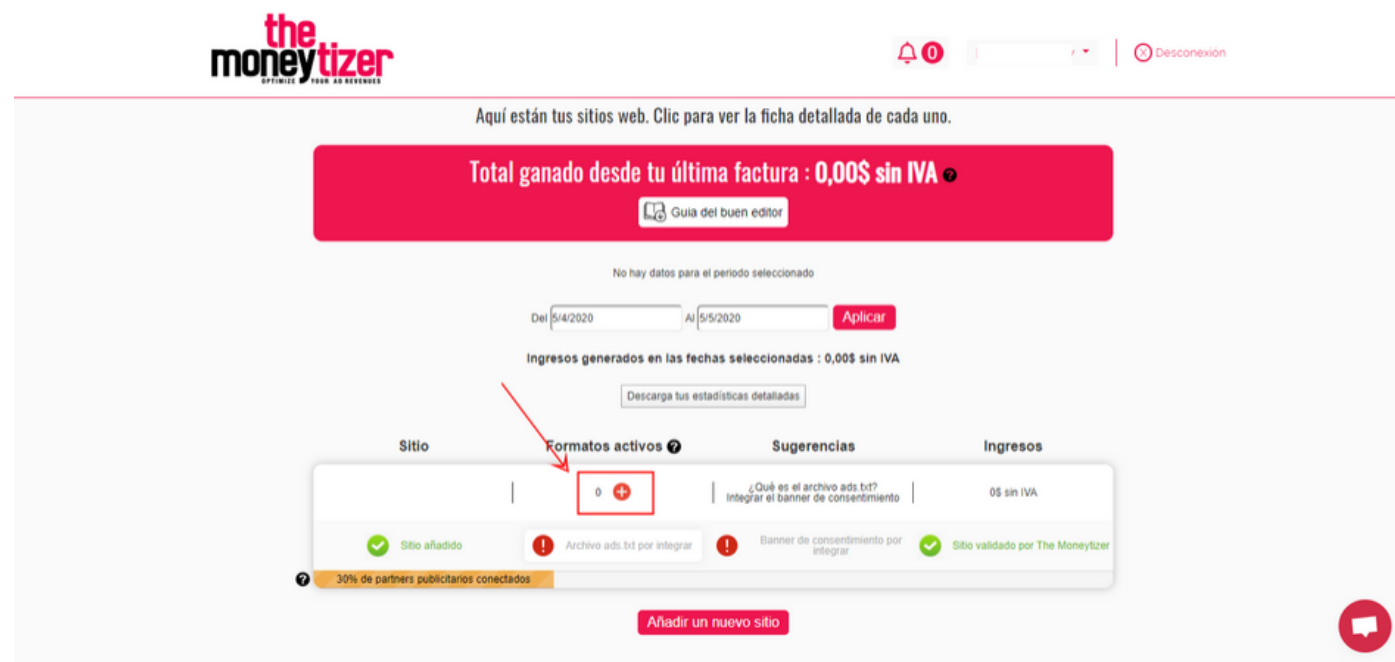 the
moneytizer
OPTIMIZE YOUR AD REVENUES
0
Desconexión
Aquí están tus sitios web. Clic para ver la ficha detallada de cada uno.
Total ganado desde tu última factura : 0,00$ sin IVA ?
Guia del buen editor
No hay datos para el periodo seleccionado
Del 5/4/2020 Al 5/5/2020 Aplicar
Ingresos generados en las fechas seleccionadas : 0,00$ sin IVA
Descarga tus estadísticas detalladas
Sitio Formatos activos ? Sugerencias Ingresos
¿Què es el archivo ads.txt?
0 + Integrar el banner de consentimiento 0$ sin IVA
Sitio añadido ! Archivo ads.txt por integrar ! Banner de consentimiento por Sitio validado por The Moneytizer
integrar
? 30% de partners publicitarios conectados
Añadir un nuevo sitio